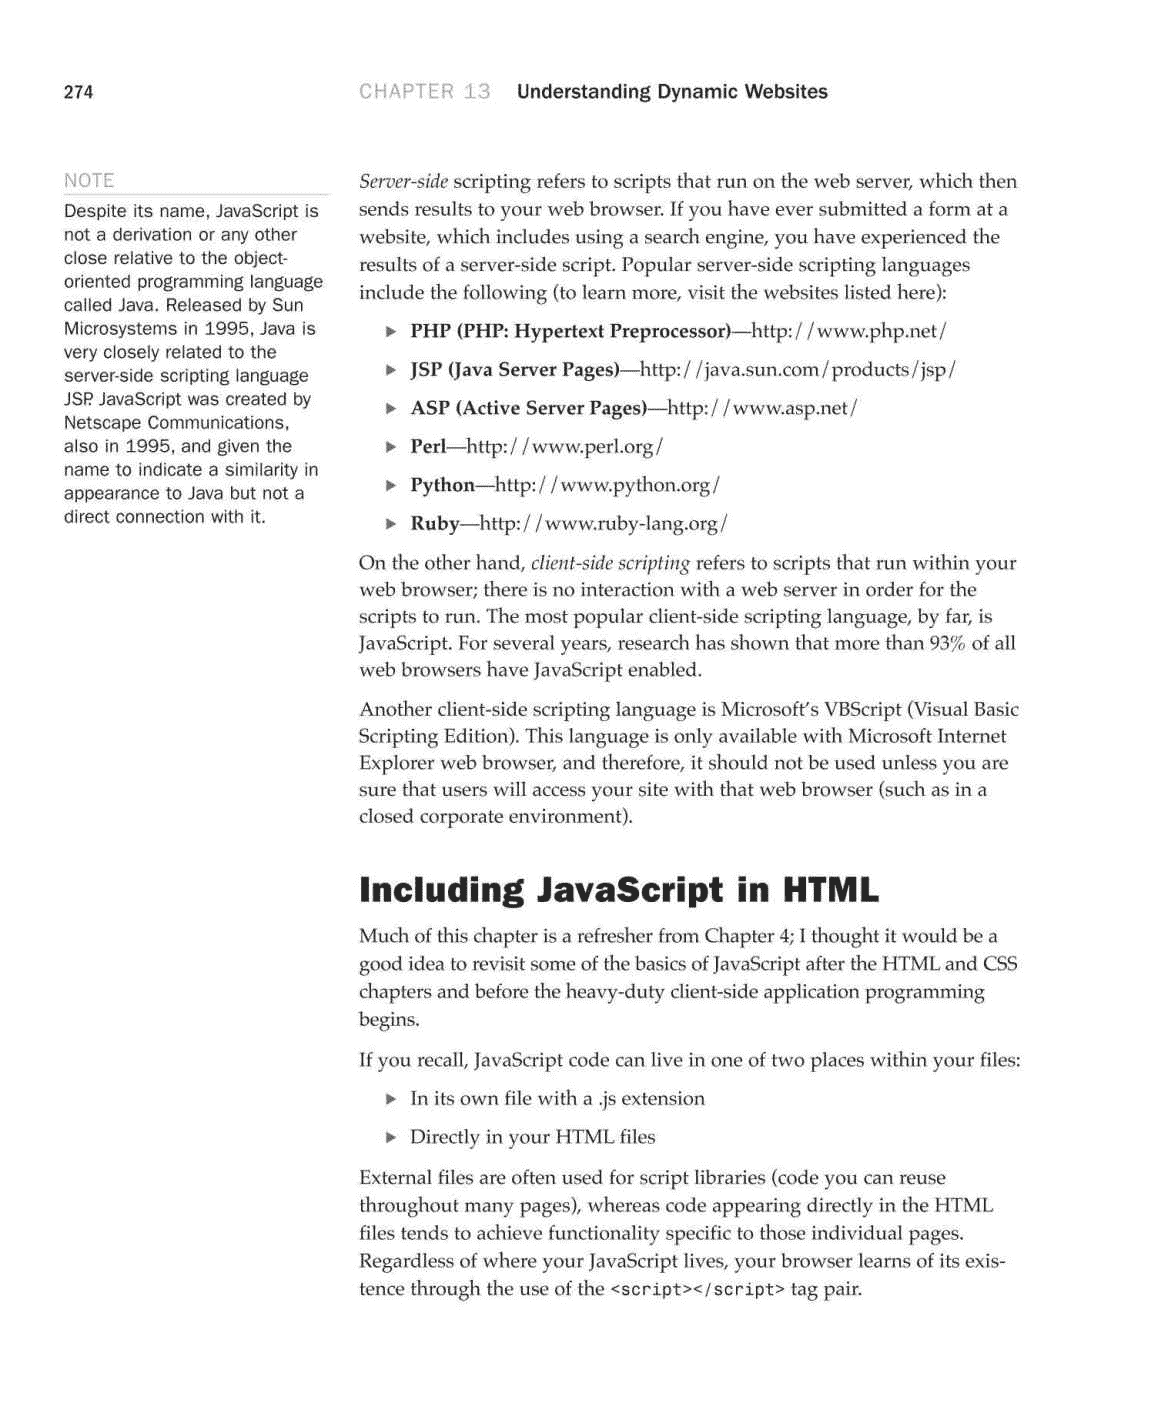 274
CHAPTER 13 Understanding Dynamic Websites
NOTE
Despite its name, JavaScript is
not a derivation or any other
close relative to the object-
oriented programming language
called Java. Released by Sun
Microsystems in 1995, Java is
very closely related to the
server-side scripting language
JSP. JavaScript was created by
Netscape Communications,
also in 1995, and given the
name to indicate a similarity in
appearance to Java but not a
direct connection with it.
Server-side scripting refers to scripts that run on the web server, which then
sends results to your web browser. If you have ever submitted a form at a
website, which includes using a search engine, you have experienced the
results of a server-side script. Popular server-side scripting languages
include the following (to learn more, visit the websites listed here):
▶ PHP (PHP: Hypertext Preprocessor)—http://www.php.net/
▶ JSP (Java Server Pages)—http://java.sun.com/products/jsp/
▶ ASP (Active Server Pages)—http://www.asp.net/
▶ Perl—http://www.perl.org/
▶ Python—http://www.python.org/
▶ Ruby—http://www.ruby-lang.org/
On the other hand, client-side scripting refers to scripts that run within your
web browser; there is no interaction with a web server in order for the
scripts to run. The most popular client-side scripting language, by far, is
JavaScript. For several years, research has shown that more than 93% of all
web browsers have JavaScript enabled.
Another client-side scripting language is Microsoft's VBScript (Visual Basic
Scripting Edition). This language is only available with Microsoft Internet
Explorer web browser, and therefore, it should not be used unless you are
sure that users will access your site with that web browser (such as in a
closed corporate environment).
Including JavaScript in HTML
Much of this chapter is a refresher from Chapter 4; I thought it would be a
good idea to revisit some of the basics of JavaScript after the HTML and CSS
chapters and before the heavy-duty client-side application programming
begins.
If you recall, JavaScript code can live in one of two places within your files:
▶ In its own file with a .js extension
▶ Directly in your HTML files
External files are often used for script libraries (code you can reuse
throughout many pages), whereas code appearing directly in the HTML
files tends to achieve functionality specific to those individual pages.
Regardless of where your JavaScript lives, your browser learns of its exis-
tence through the use of the <script></script> tag pair.